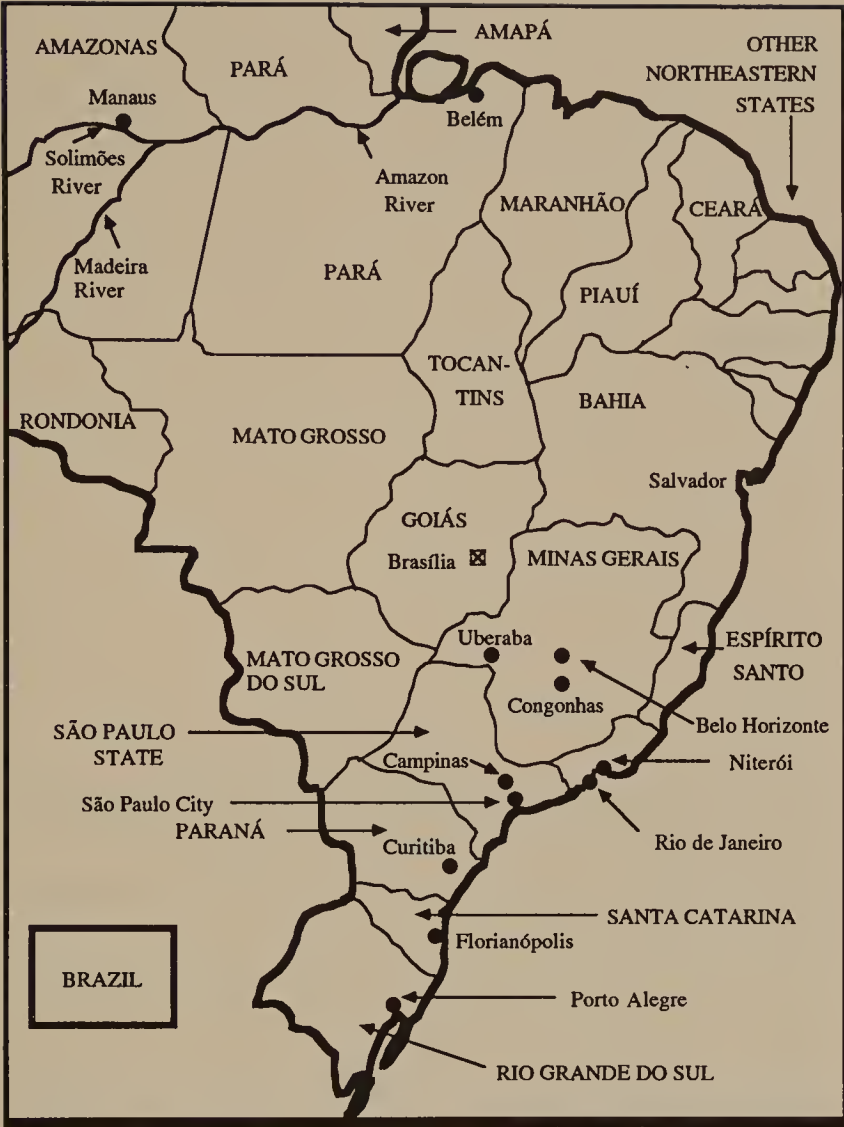 AMAZONAS
PARÁ
AMAPÁ
OTHER
NORTHEASTERN
STATES
Manaus
Belém
Solimões
River
Amazon
River
MARANHÃO
CEARÁ
Madeira
River
PARÁ
PIAUÍ
TOCAN-
TINS
BAHIA
RONDONIA
MATO GROSSO
Salvador
GOIÁS
Brasília
MINAS GERAIS
Uberaba
ESPÍRITO
SANTO
MATO GROSSO
DO SUL
Congonhas
Belo Horizonte
SÃO PAULO
STATE
Campinas
Niterói
São Paulo City
PARANÁ
Rio de Janeiro
Curitiba
SANTA CATARINA
Florianópolis
BRAZIL
Porto Alegre
RIO GRANDE DO SUL